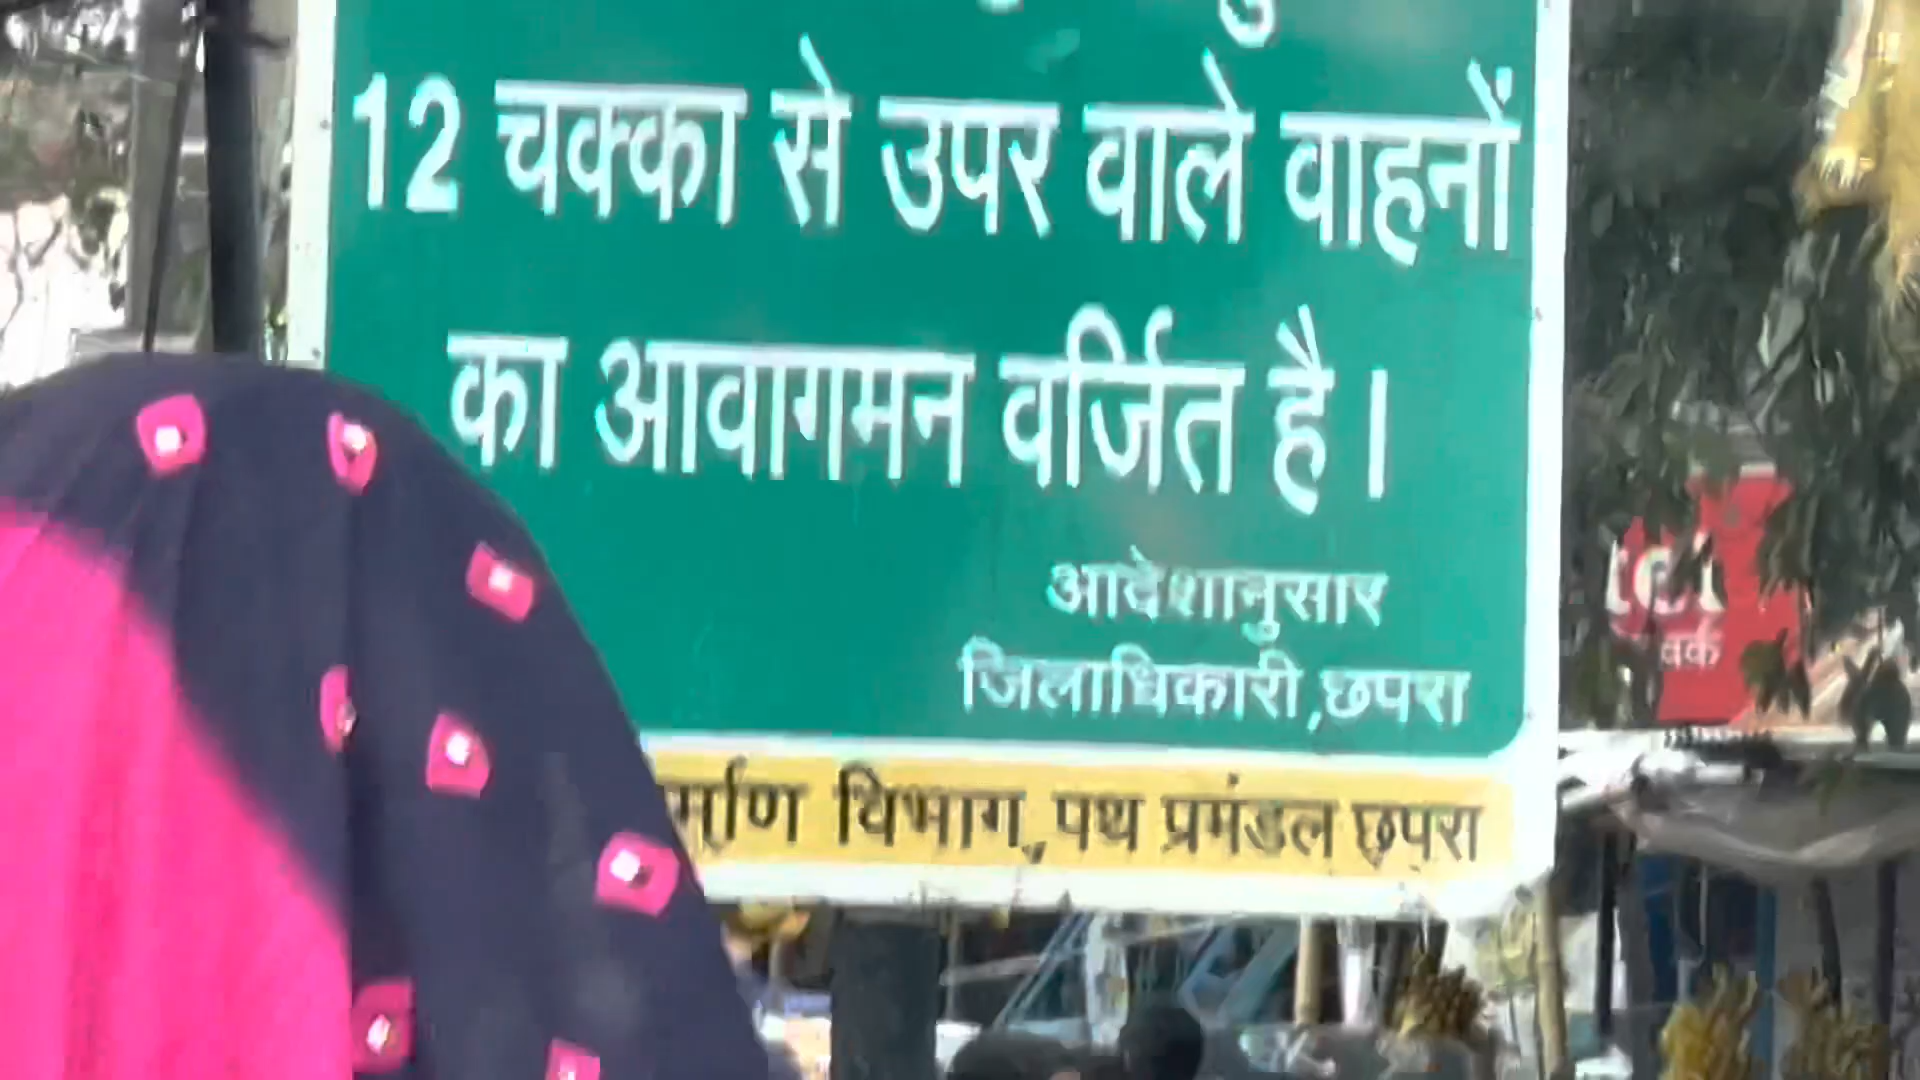 12 चक्का से उपर वाले वाहनों
का आवागमन वर्जित है।
आदेशानुसार
जिलाधिकारी,छपरा
विभाग, पथ प्रमंडल छपरा